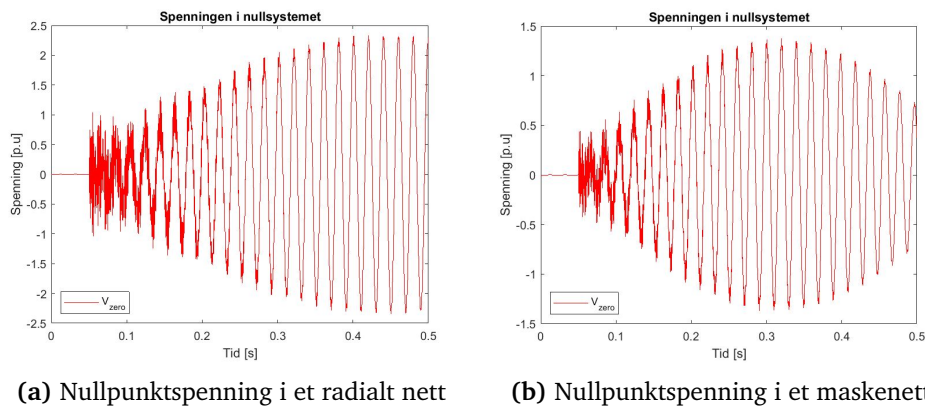 Spenningen i nullsystemet
2.5
2
1.5
1
0.5
0
-0.5
-1
-1.5
-2
-2.5
Spenning [p.u]
V_zero
0 0.1 0.2 0.3 0.4 0.5
Tid [s]
(a) Nullpunktspenning i et radialt nett
Spenningen i nullsystemet
1.5
1
0.5
0
-0.5
-1
-1.5
Spenning [p.u]
V_zero
0 0.1 0.2 0.3 0.4 0.5
Tid [s]
(b) Nullpunktspenning i et maskenett